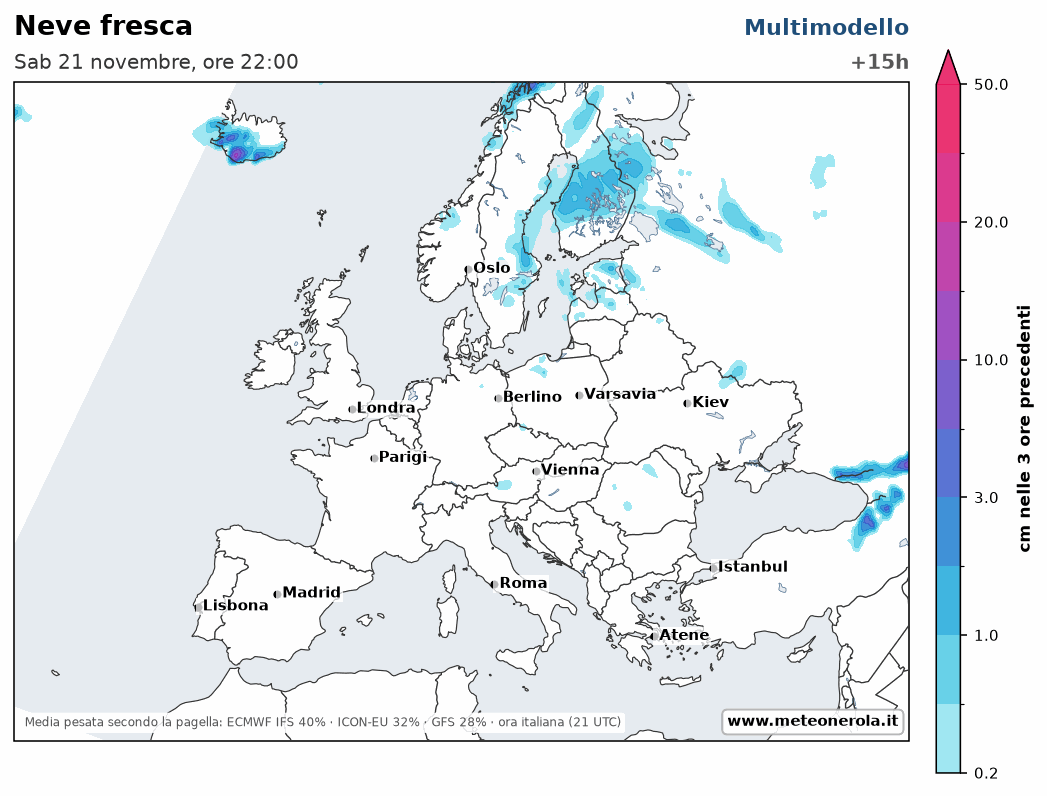 Neve fresca
Multimodello
Sab 21 novembre, ore 22:00
+15h
50.0
20.0
10.0
3.0
1.0
0.2
cm nelle 3 ore precedenti
Oslo
Berlino
Varsavia
Kiev
Londra
Parigi
Vienna
Istanbul
Roma
Madrid
Lisbona
Atene
Media pesata secondo la pagella: ECMWF IFS 40% · ICON-EU 32% · GFS 28% · ora italiana (21 UTC)
www.meteonerola.it